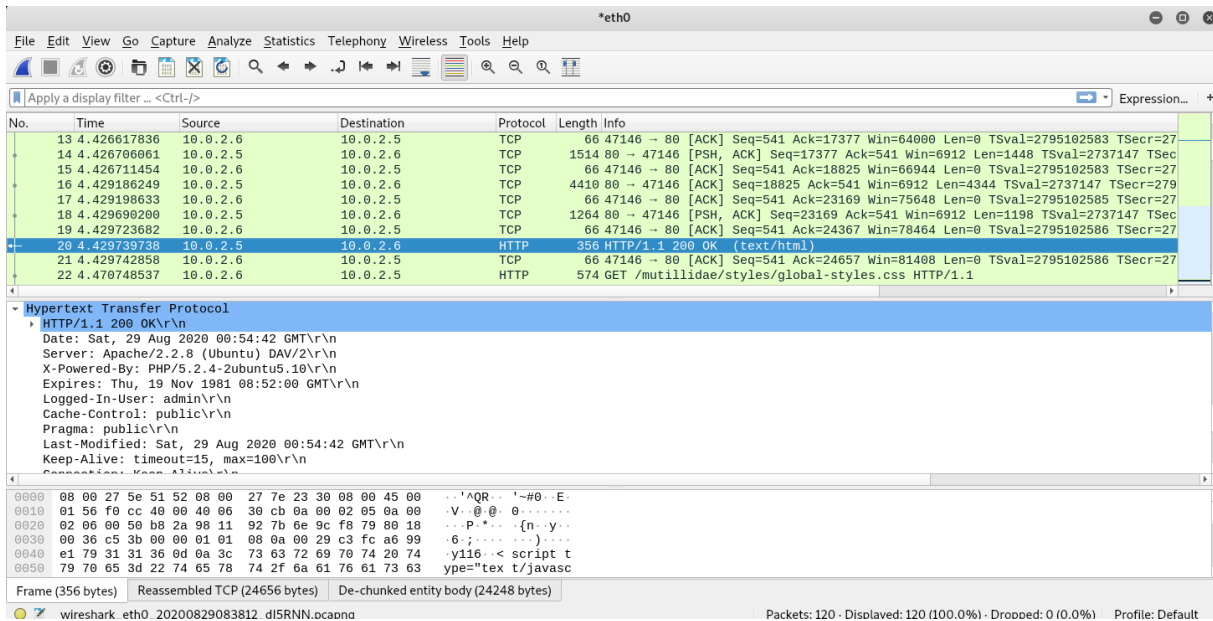 *eth0
File Edit View Go Capture Analyze Statistics Telephony Wireless Tools Help
Apply a display filter ... <Ctrl-/> Expression... +
No. Time Source Destination Protocol Length Info
13 4.426617836 10.0.2.6 10.0.2.5 TCP 66 47146 → 80 [ACK] Seq=541 Ack=17377 Win=64000 Len=0 TSval=2795102583 TSecr=27
14 4.426706061 10.0.2.5 10.0.2.6 TCP 1514 80 → 47146 [PSH, ACK] Seq=17377 Ack=541 Win=6912 Len=1448 TSval=2737147 TSec
15 4.426711454 10.0.2.6 10.0.2.5 TCP 66 47146 → 80 [ACK] Seq=541 Ack=18825 Win=66944 Len=0 TSval=2795102583 TSecr=27
16 4.429186249 10.0.2.5 10.0.2.6 TCP 4410 80 → 47146 [ACK] Seq=18825 Ack=541 Win=6912 Len=4344 TSval=2737147 TSecr=279
17 4.429198633 10.0.2.6 10.0.2.5 TCP 66 47146 → 80 [ACK] Seq=541 Ack=23169 Win=75648 Len=0 TSval=2795102585 TSecr=27
18 4.429690200 10.0.2.5 10.0.2.6 TCP 1264 80 → 47146 [PSH, ACK] Seq=23169 Ack=541 Win=6912 Len=1198 TSval=2737147 TSec
19 4.429723682 10.0.2.6 10.0.2.5 TCP 66 47146 → 80 [ACK] Seq=541 Ack=24367 Win=78464 Len=0 TSval=2795102586 TSecr=27
20 4.429739738 10.0.2.5 10.0.2.6 HTTP 356 HTTP/1.1 200 OK (text/html)
21 4.429742858 10.0.2.6 10.0.2.5 TCP 66 47146 → 80 [ACK] Seq=541 Ack=24657 Win=81408 Len=0 TSval=2795102586 TSecr=27
22 4.470748537 10.0.2.6 10.0.2.5 HTTP 574 GET /mutillidae/styles/global-styles.css HTTP/1.1
Hypertext Transfer Protocol
HTTP/1.1 200 OK\r\n
Date: Sat, 29 Aug 2020 00:54:42 GMT\r\n
Server: Apache/2.2.8 (Ubuntu) DAV/2\r\n
X-Powered-By: PHP/5.2.4-2ubuntu5.10\r\n
Expires: Thu, 19 Nov 1981 08:52:00 GMT\r\n
Logged-In-User: admin\r\n
Cache-Control: public\r\n
Pragma: public\r\n
Last-Modified: Sat, 29 Aug 2020 00:54:42 GMT\r\n
Keep-Alive: timeout=15, max=100\r\n
Connection: Keep-Alive\r\n
0000 08 00 27 5e 51 52 08 00 27 7e 23 30 08 00 45 00 ··'^QR·· '~#0··E·
0010 01 56 f0 cc 40 00 40 06 30 cb 0a 00 02 05 0a 00 ·V··@·@· 0·······
0020 02 06 00 50 b8 2a 98 11 92 7b 6e 9c f8 79 80 18 ···P·*·· ·{n··y··
0030 00 36 c5 3b 00 00 01 01 08 0a 00 29 c3 fc a6 99 ·6·;···· ···)····
0040 e1 79 31 31 36 0d 0a 3c 73 63 72 69 70 74 20 74 ·y116··< script t
0050 79 70 65 3d 22 74 65 78 74 2f 6a 61 76 61 73 63 ype="tex t/javasc
Frame (356 bytes) Reassembled TCP (24656 bytes) De-chunked entity body (24248 bytes)
wireshark_eth0_20200829083812_dI5RNN.pcapng Packets: 120 · Displayed: 120 (100.0%) · Dropped: 0 (0.0%) Profile: Default